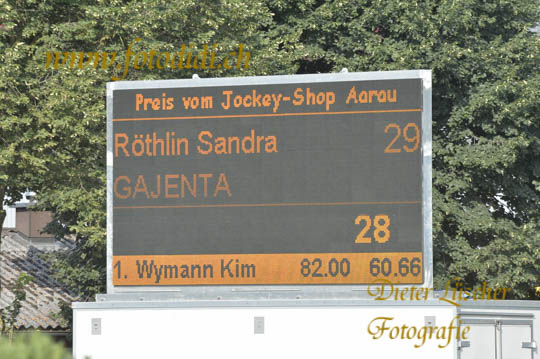 www.fotodidi.ch
Preis vom Jockey-Shop Aarau
Röthlin Sandra 29
GAJENTA
28
1. Wymann Kim 82.00 60.66
Dieter Lüscher
Fotografie